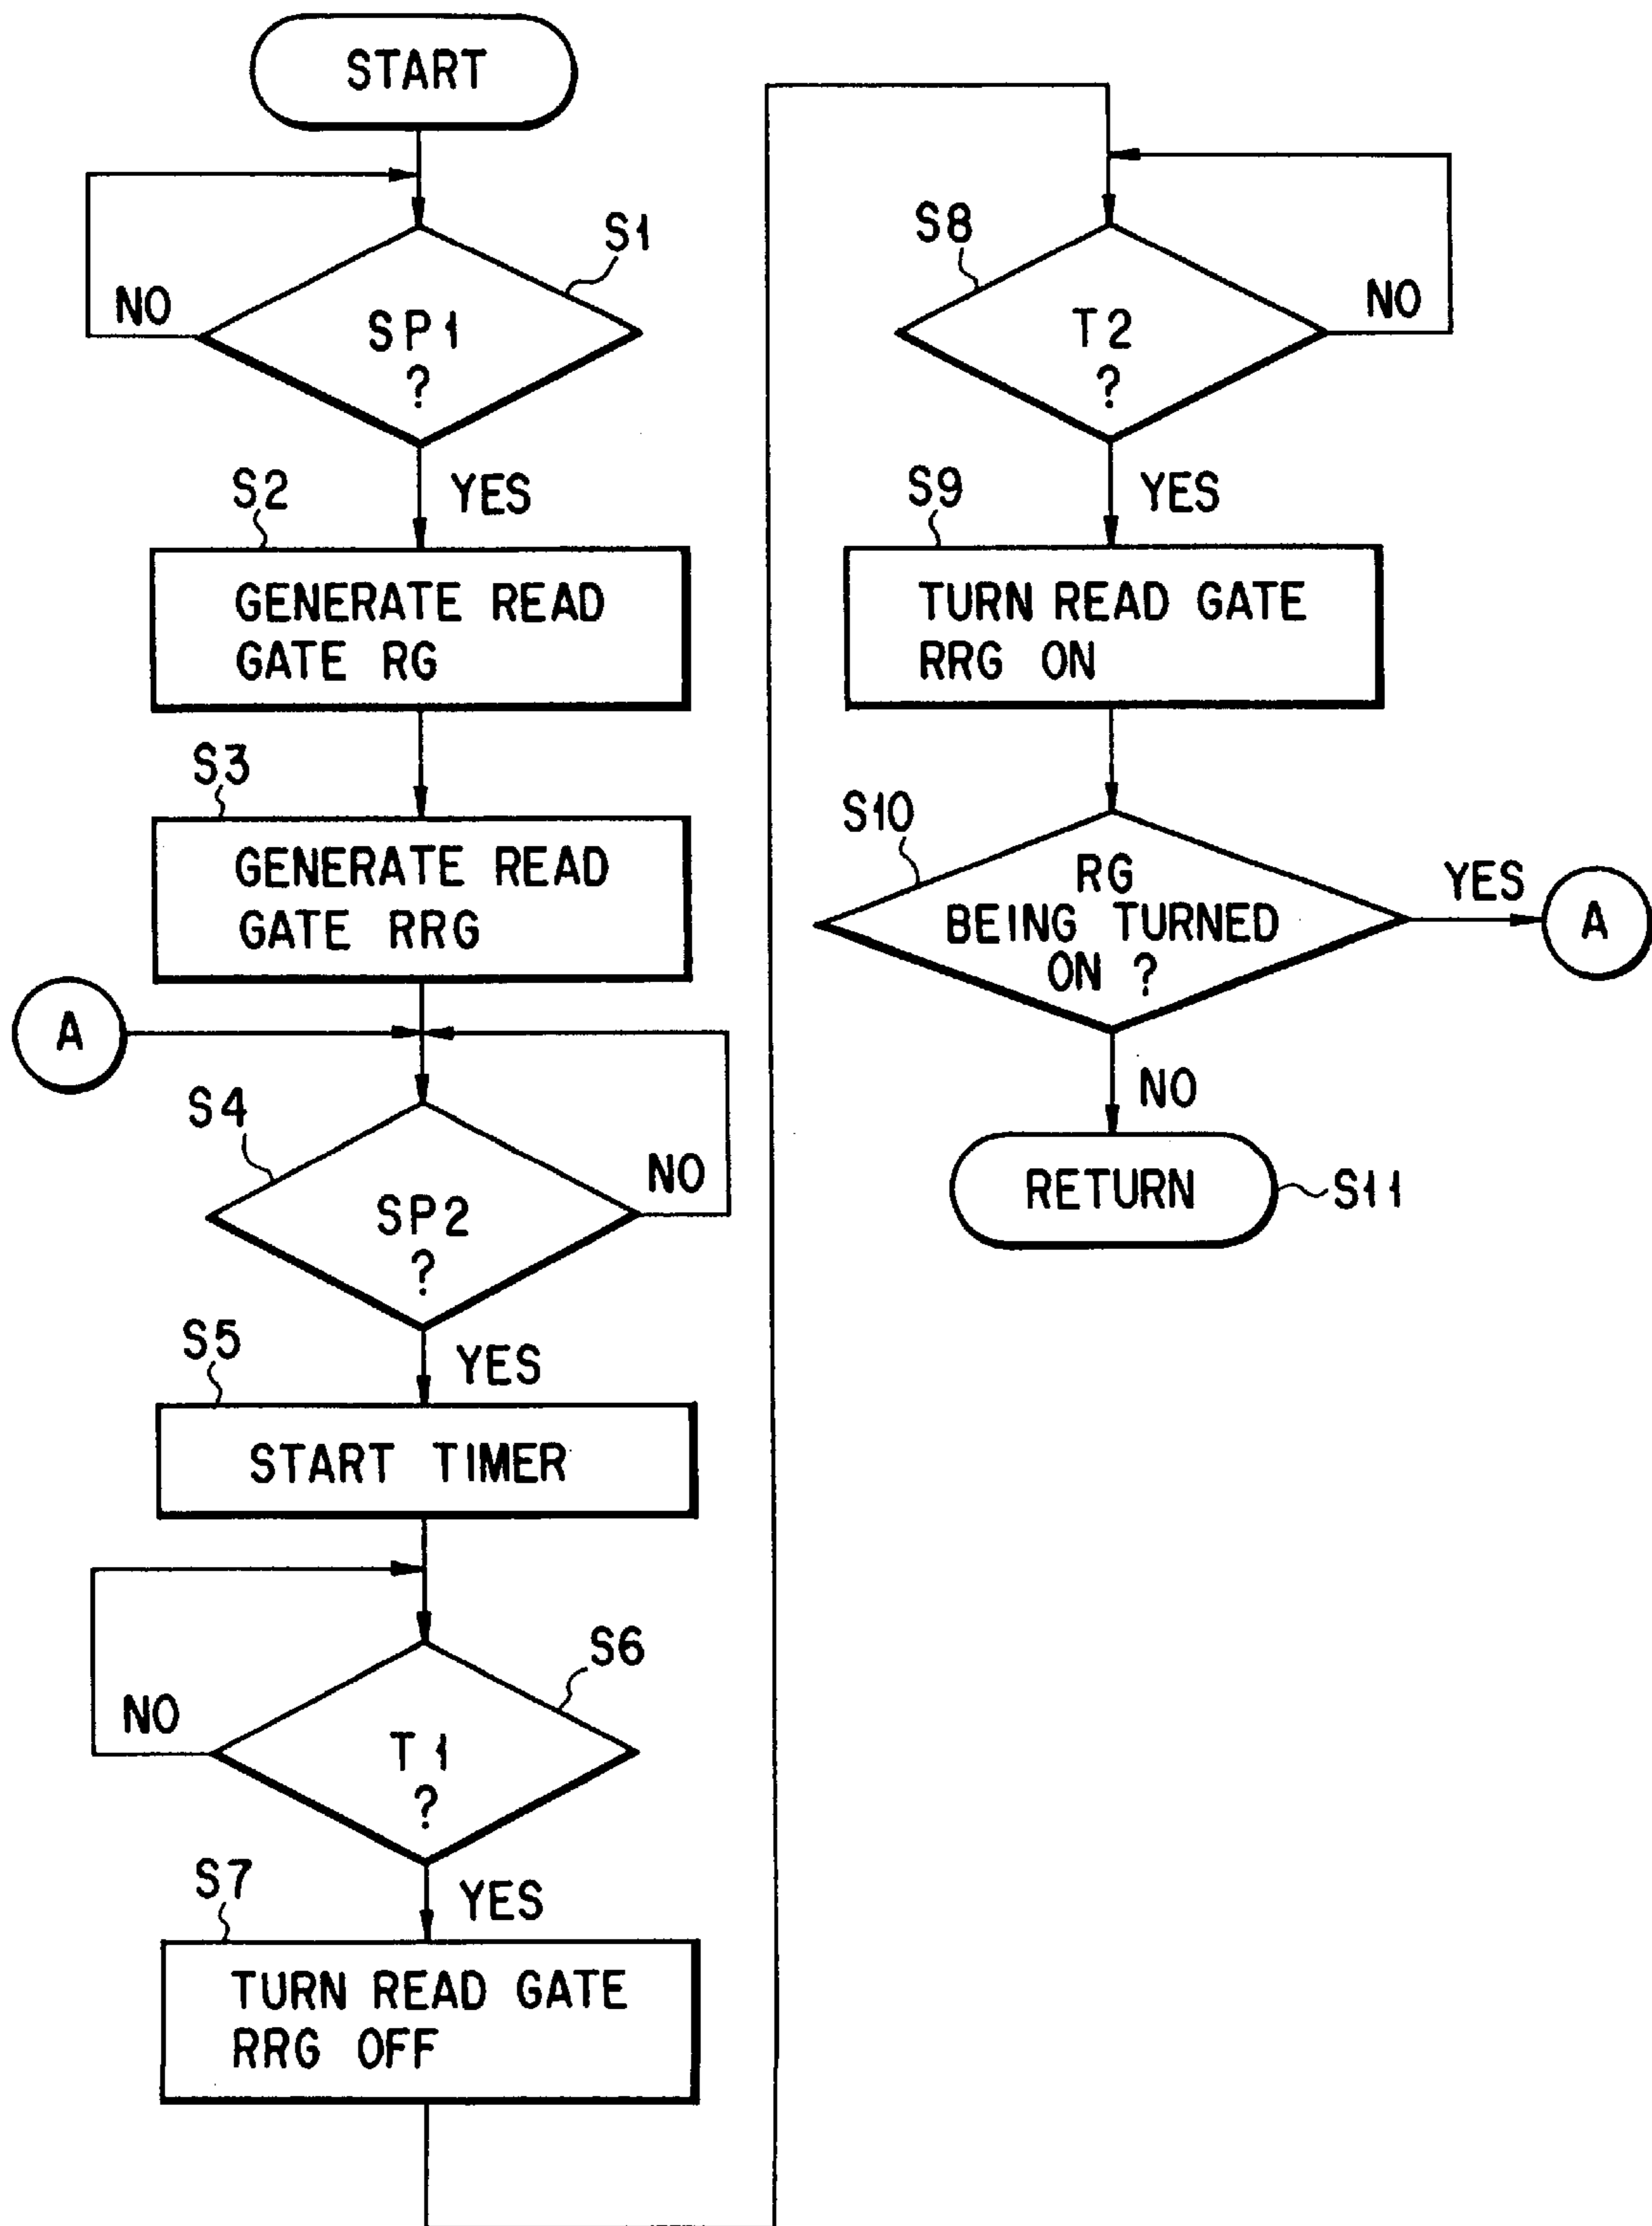 START
S1
NO
SP1
?
YES
S2
GENERATE READ
GATE RG
S3
GENERATE READ
GATE RRG
A
S4
NO
SP2
?
YES
S5
START TIMER
S6
NO
T1
?
YES
S7
TURN READ GATE
RRG OFF
S8
NO
T2
?
YES
S9
TURN READ GATE
RRG ON
S10
RG
BEING TURNED
ON ?
YES
A
NO
RETURN
S11